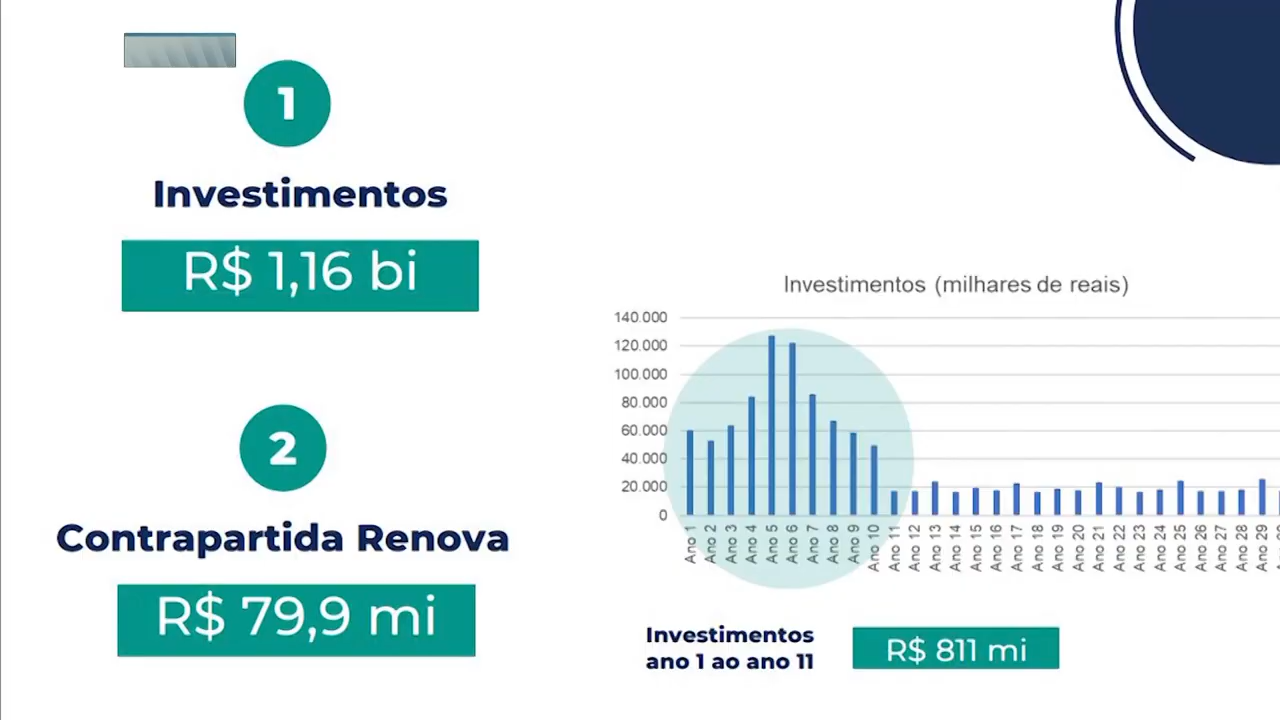 1
Investimentos
R$ 1,16 bi
2
Contrapartida Renova
R$ 79,9 mi
Investimentos (milhares de reais)
140.000
120.000
100.000
80.000
60.000
40.000
20.000
0
Ano 1
Ano 2
Ano 3
Ano 4
Ano 5
Ano 6
Ano 7
Ano 8
Ano 9
Ano 10
Ano 11
Ano 12
Ano 13
Ano 14
Ano 15
Ano 16
Ano 17
Ano 18
Ano 19
Ano 20
Ano 21
Ano 22
Ano 23
Ano 24
Ano 25
Ano 26
Ano 27
Ano 28
Ano 29
Investimentos
ano 1 ao ano 11
R$ 811 mi